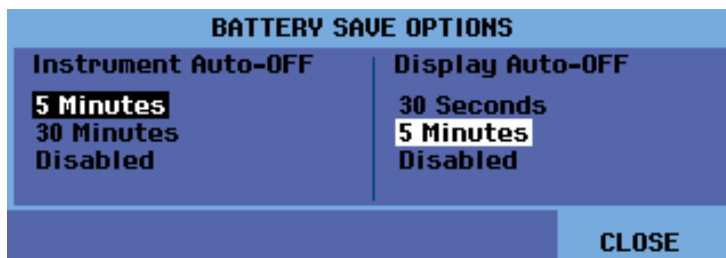 BATTERY SAVE OPTIONS
Instrument Auto-OFF
5 Minutes
30 Minutes
Disabled
Display Auto-OFF
30 Seconds
5 Minutes
Disabled
CLOSE